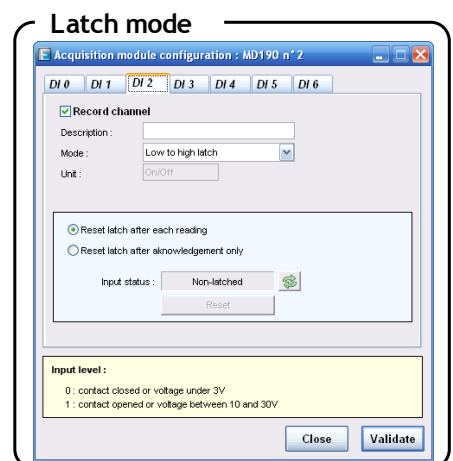 Latch mode
Acquisition module configuration : MD190 n°2
DI 0 DI 1 DI 2 DI 3 DI 4 DI 5 DI 6
Record channel
Description :
Mode : Low to high latch
Unit : On/Off
Reset latch after each reading
Reset latch after aknowledgement only
Input status : Non-latched
Reset
Input level :
0 : contact closed or voltage under 3V
1 : contact opened or voltage between 10 and 30V
Close Validate